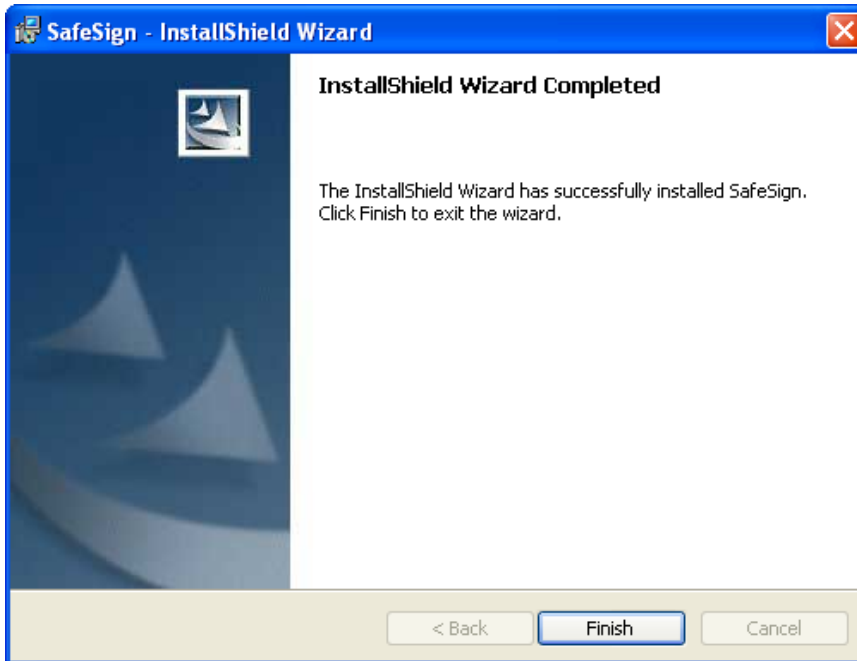 SafeSign - InstallShield Wizard
InstallShield Wizard Completed
The InstallShield Wizard has successfully installed SafeSign.
Click Finish to exit the wizard.
< Back
Finish
Cancel